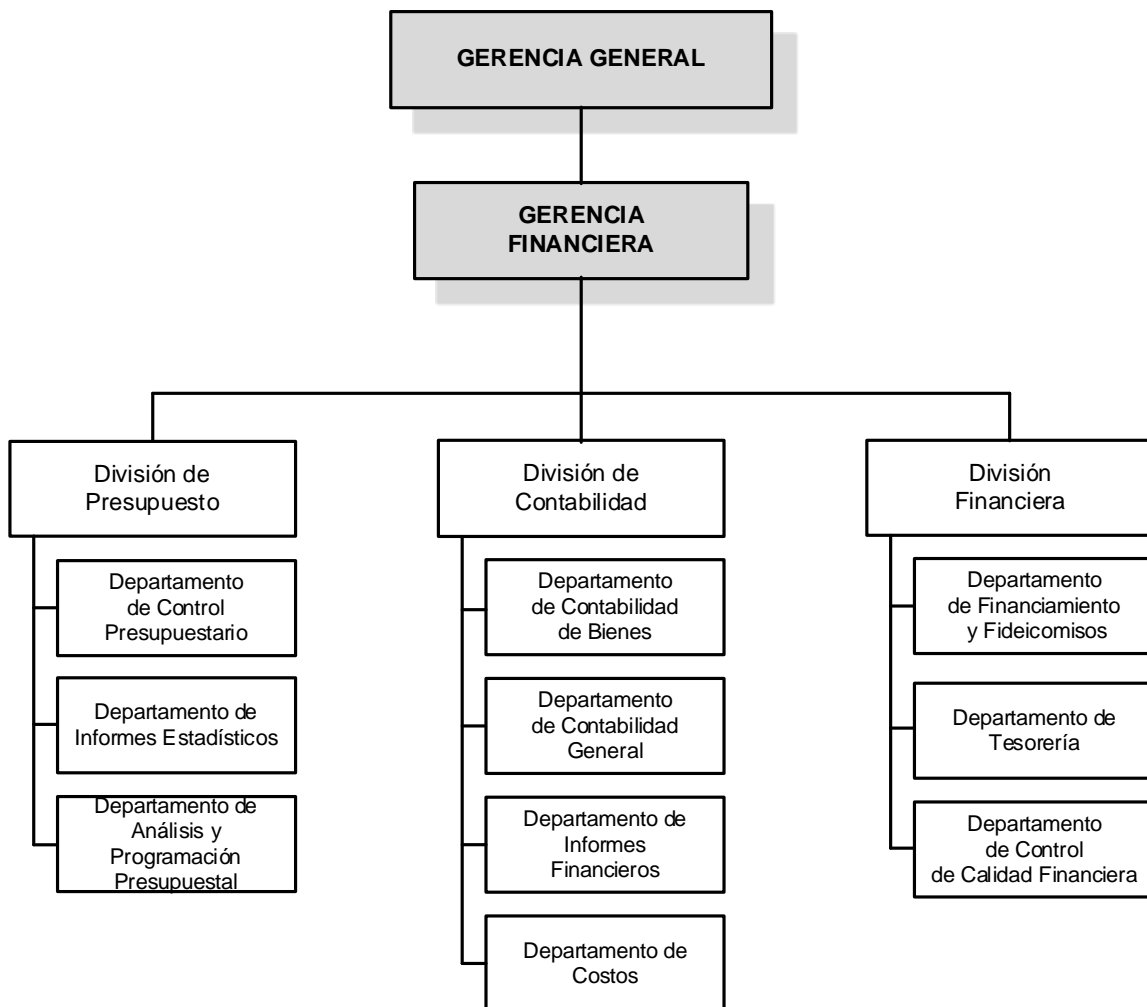 GERENCIA GENERAL
GERENCIA
FINANCIERA
División de
Presupuesto
Departamento
de Control
Presupuestario
Departamento de
Informes Estadísticos
Departamento de
Análisis y
Programación
Presupuestal
División de
Contabilidad
Departamento
de Contabilidad
de Bienes
Departamento
de Contabilidad
General
Departamento de
Informes
Financieros
Departamento de
Costos
División
Financiera
Departamento
de Financiamiento
y Fideicomisos
Departamento de
Tesorería
Departamento
de Control
de Calidad Financiera